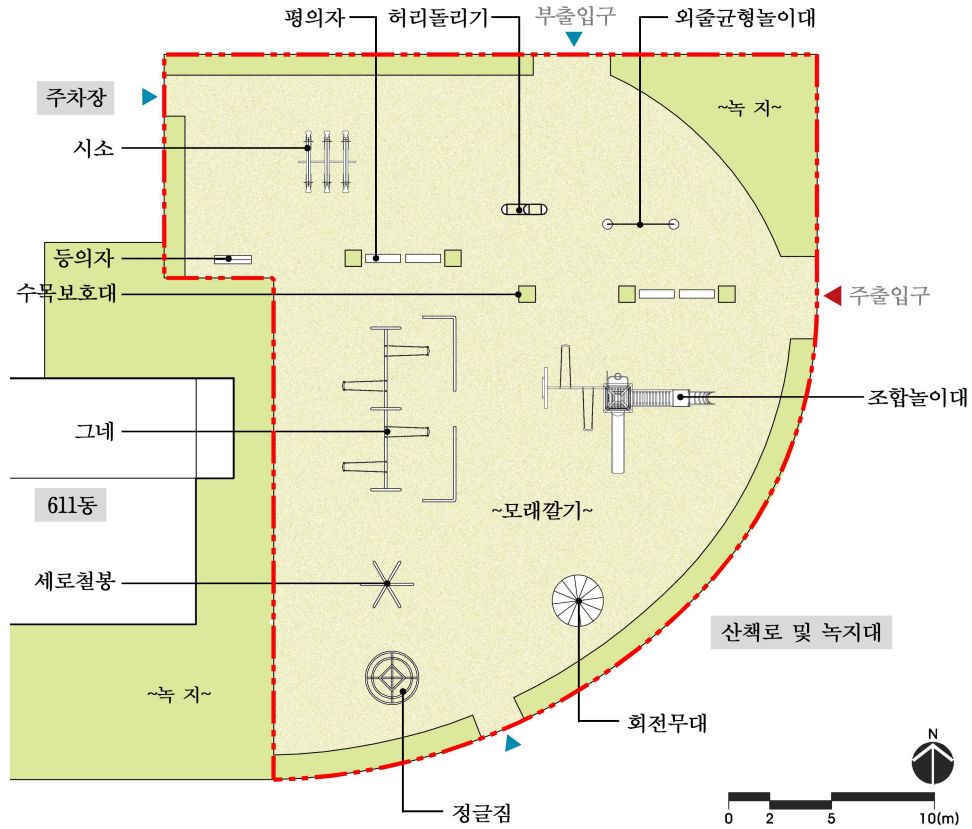 평의자
허리돌리기
부출입구
외줄균형놀이대
주차장
~녹 지~
시소
등의자
수목보호대
주출입구
조합놀이대
그네
611동
~모래깔기~
세로철봉
산책로 및 녹지대
~녹 지~
회전무대
정글짐
N
0 2 5 10(m)